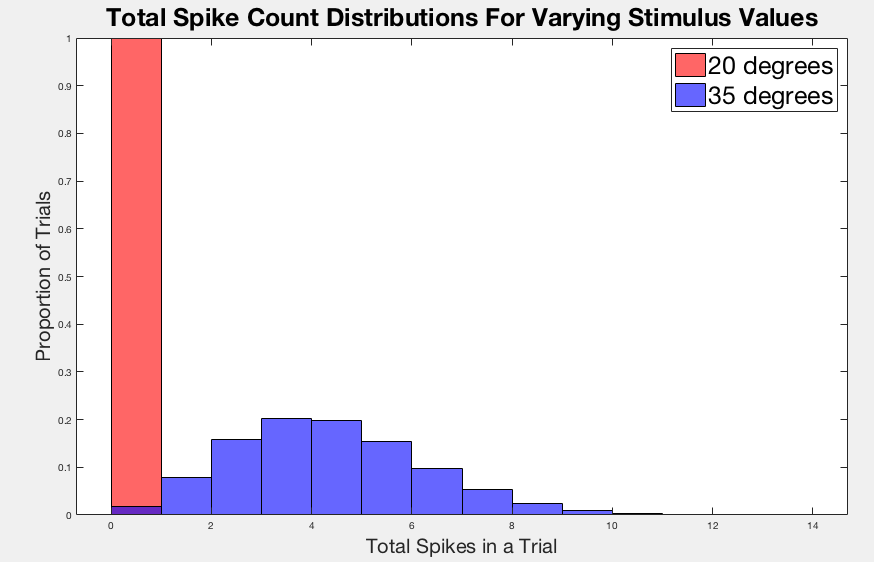 Total Spike Count Distributions For Varying Stimulus Values
20 degrees
35 degrees
Proportion of Trials
1
0.9
0.8
0.7
0.6
0.5
0.4
0.3
0.2
0.1
0
0 2 4 6 8 10 12 14
Total Spikes in a Trial